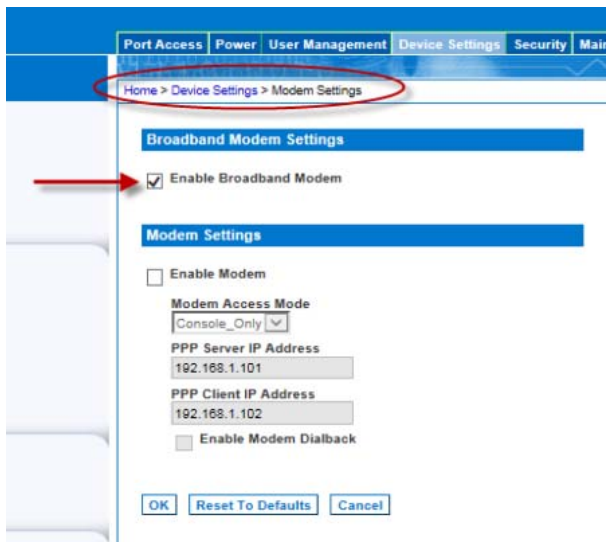 Port Access Power User Management Device Settings Security
Home > Device Settings > Modem Settings
Broadband Modem Settings
Enable Broadband Modem
Modem Settings
Enable Modem
Modem Access Mode
Console_Only
PPP Server IP Address
192.168.1.101
PPP Client IP Address
192.168.1.102
Enable Modem Dialback
OK Reset To Defaults Cancel